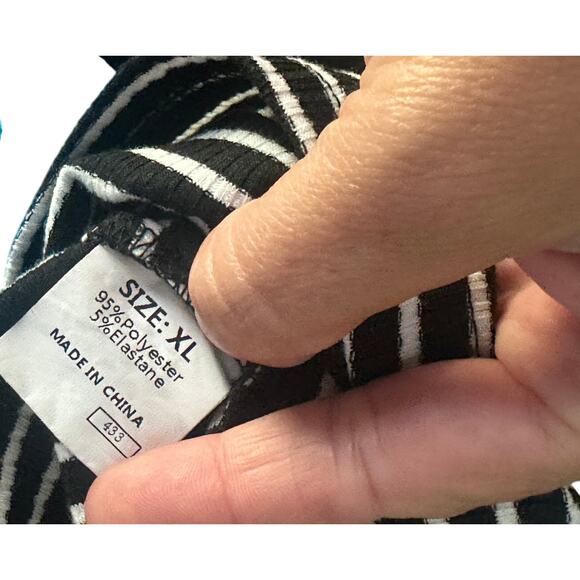 SIZE: XL
95%Polyester
5%Elastane
MADE IN CHINA
433